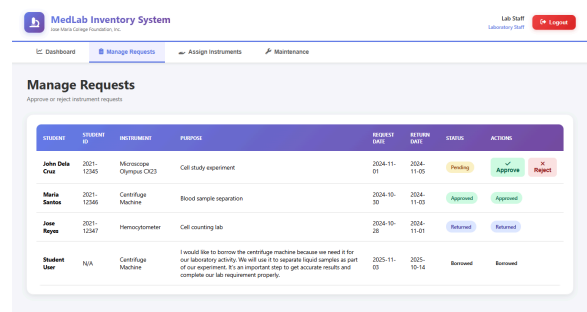 MedLab Inventory System
Jose Maria College Foundation, Inc.
Lab Staff
Laboratory Staff
Logout
Dashboard
Manage Requests
Assign Instruments
Maintenance
Manage Requests
Approve or reject instrument requests
STUDENT
STUDENT
ID
INSTRUMENT
PURPOSE
REQUEST
DATE
RETURN
DATE
STATUS
ACTIONS
John Dela
Cruz
2021-
12345
Microscope
Olympus CX23
Cell study experiment
2024-11-
01
2024-
11-05
Pending
Approve
Reject
Maria
Santos
2021-
12346
Centrifuge
Machine
Blood sample separation
2024-10-
30
2024-
11-03
Approved
Approved
Jose
Reyes
2021-
12347
Hemocytometer
Cell counting lab
2024-10-
28
2024-
11-01
Returned
Returned
Student
User
N/A
Centrifuge
Machine
I would like to borrow the centrifuge machine because we need it for
our laboratory activity. We will use it to separate liquid samples as part
of our experiment. It's an important step to get accurate results and
complete our lab requirement properly.
2025-11-
03
2025-
10-14
Borrowed
Borrowed